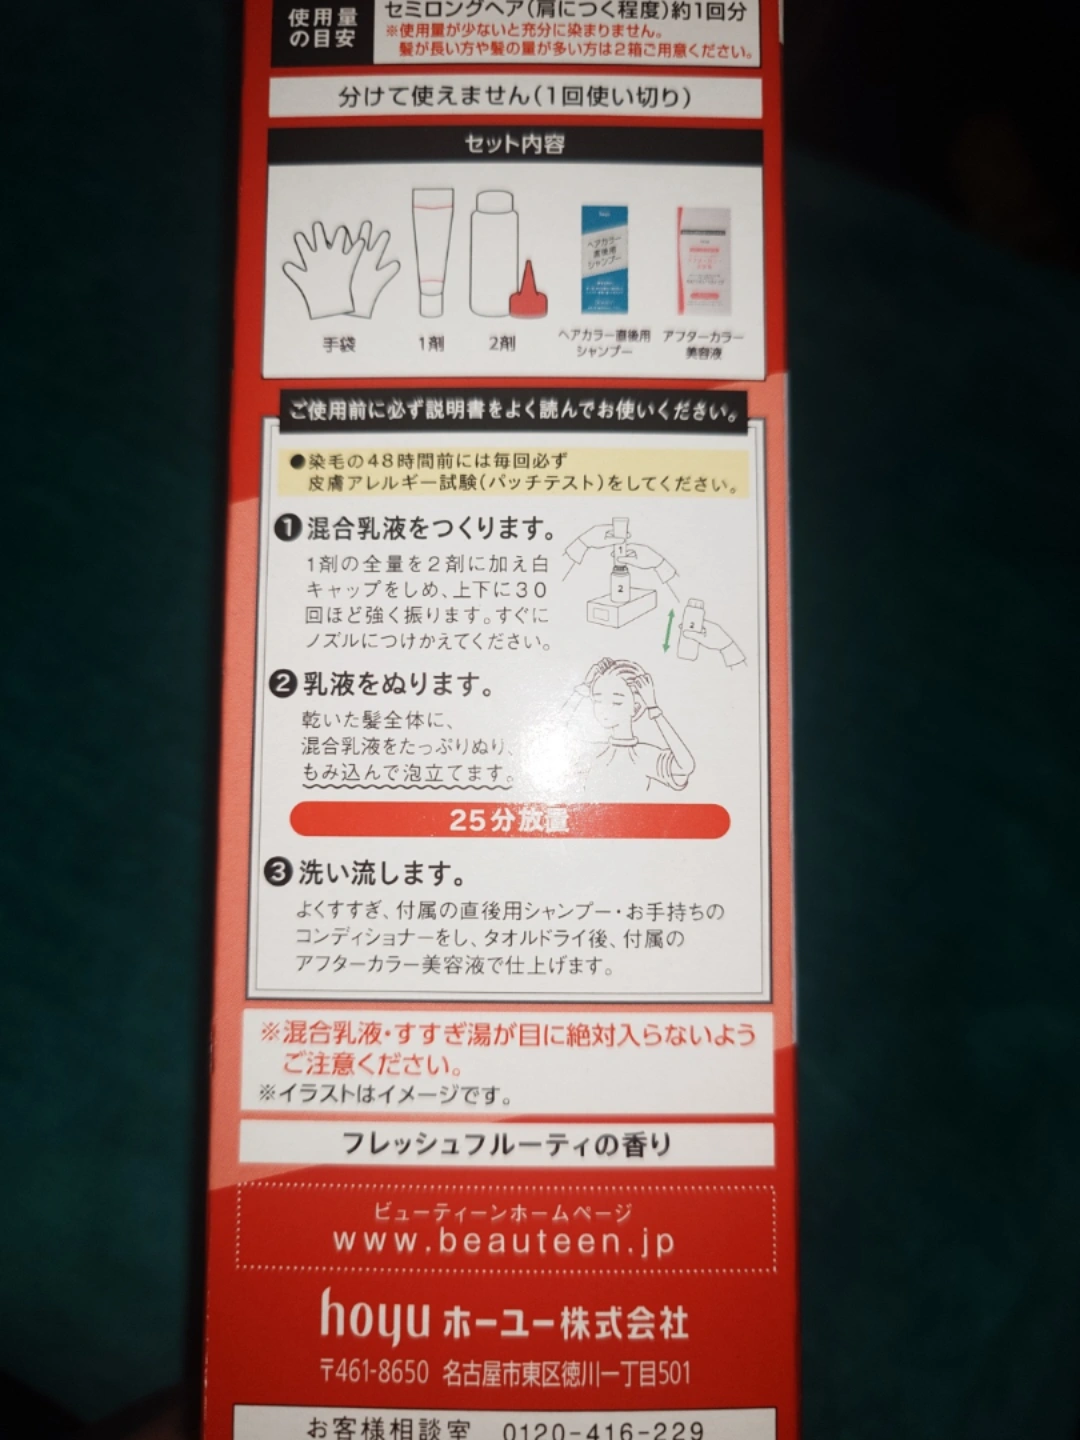 使用量
の目安
セミロングヘア(肩につく程度)約1回分
※使用量が少ないと充分に染まりません。
髪が長い方や髪の量が多い方は2箱ご用意ください。
分けて使えません(1回使い切り)
セット内容
ヘアカラー
直後用
シャンプー
1
2
2
手袋
1剤
2剤
ヘアカラー直後用
シャンプー
アフターカラー
美容液
ご使用前に必ず説明書をよく読んでお使いください。
●染毛の48時間前には毎回必ず
皮膚アレルギー試験(パッチテスト)をしてください。
❶混合乳液をつくります。
1剤の全量を2剤に加え白
キャップをしめ、上下に30
回ほど強く振ります。すぐに
ノズルにつけかえてください。
❷乳液をぬります。
乾いた髪全体に、
混合乳液をたっぷりぬり、
もみ込んで泡立てます。
25分放置
❸洗い流します。
よくすすぎ、付属の直後用シャンプー・お手持ちの
コンディショナーをし、タオルドライ後、付属の
アフターカラー美容液で仕上げます。
※混合乳液・すすぎ湯が目に絶対入らないよう
ご注意ください。
※イラストはイメージです。
フレッシュフルーティの香り
ビューティーンホームページ
www.beauteen.jp
hoyu ホーユー株式会社
〒461-8650 名古屋市東区徳川一丁目501
お客様相談室 0120-416-229